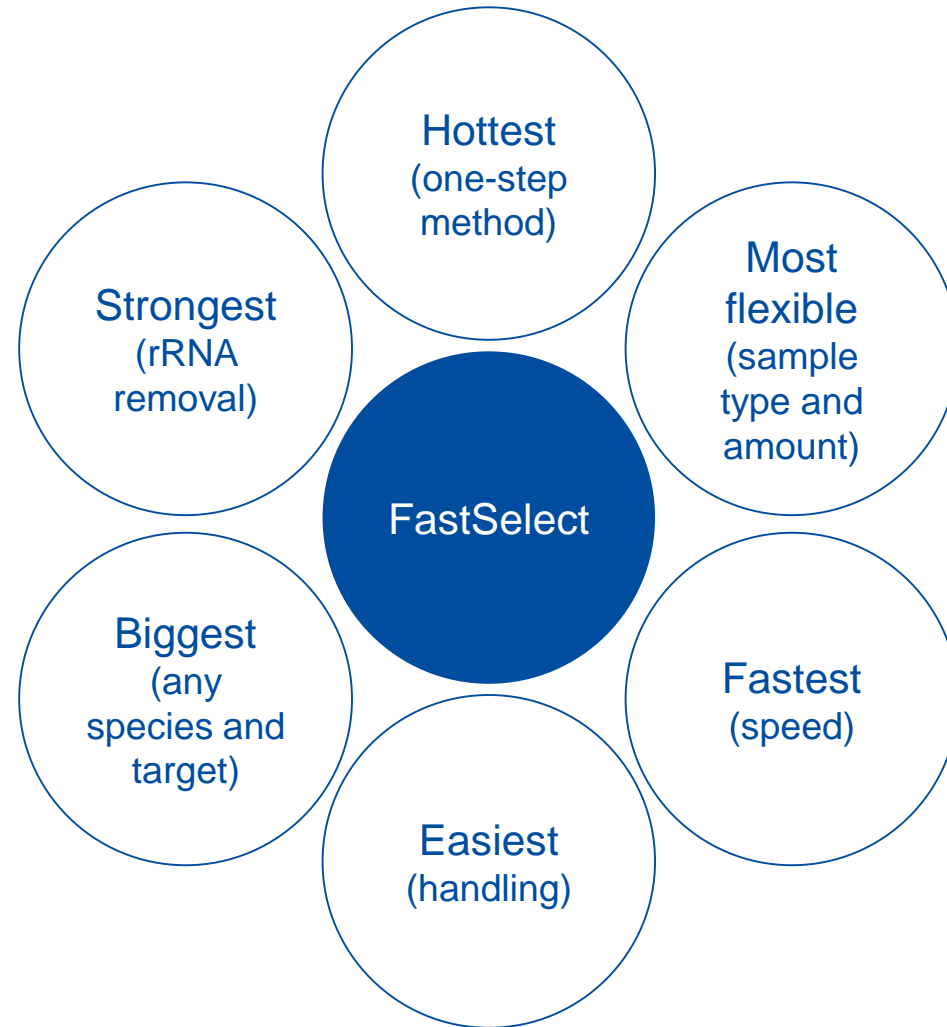 Hottest
(one-step
method)
Most
flexible
(sample
type and
amount)
Strongest
(rRNA
removal)
FastSelect
Biggest
(any
species and
target)
Fastest
(speed)
Easiest
(handling)